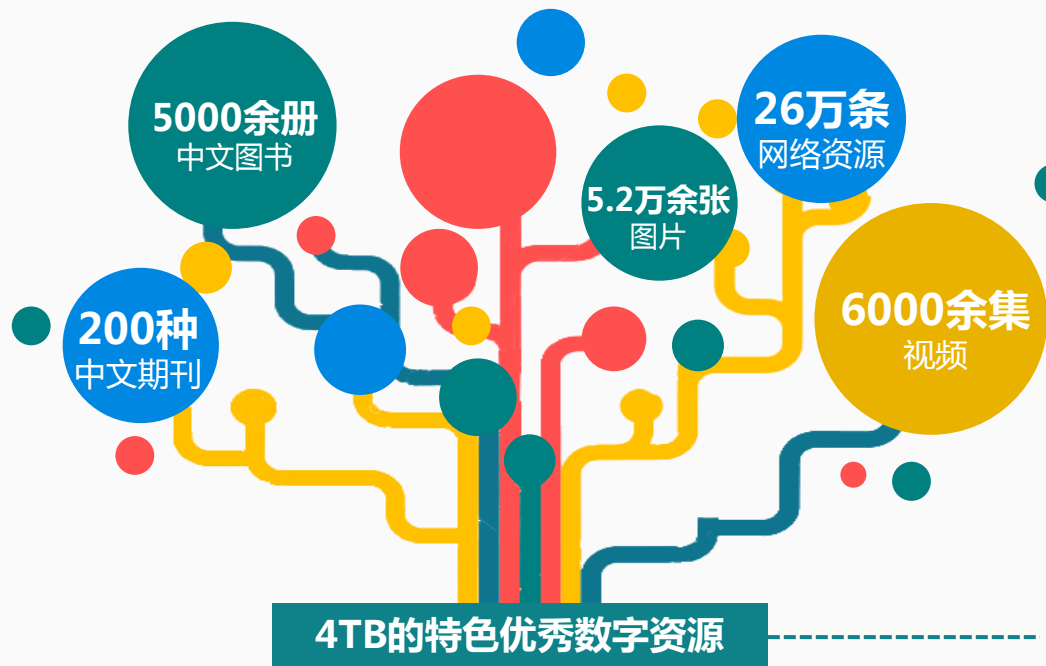 5000余册
中文图书
26万条
网络资源
5.2万余张
图片
200种
中文期刊
6000余集
视频
4TB的特色优秀数字资源